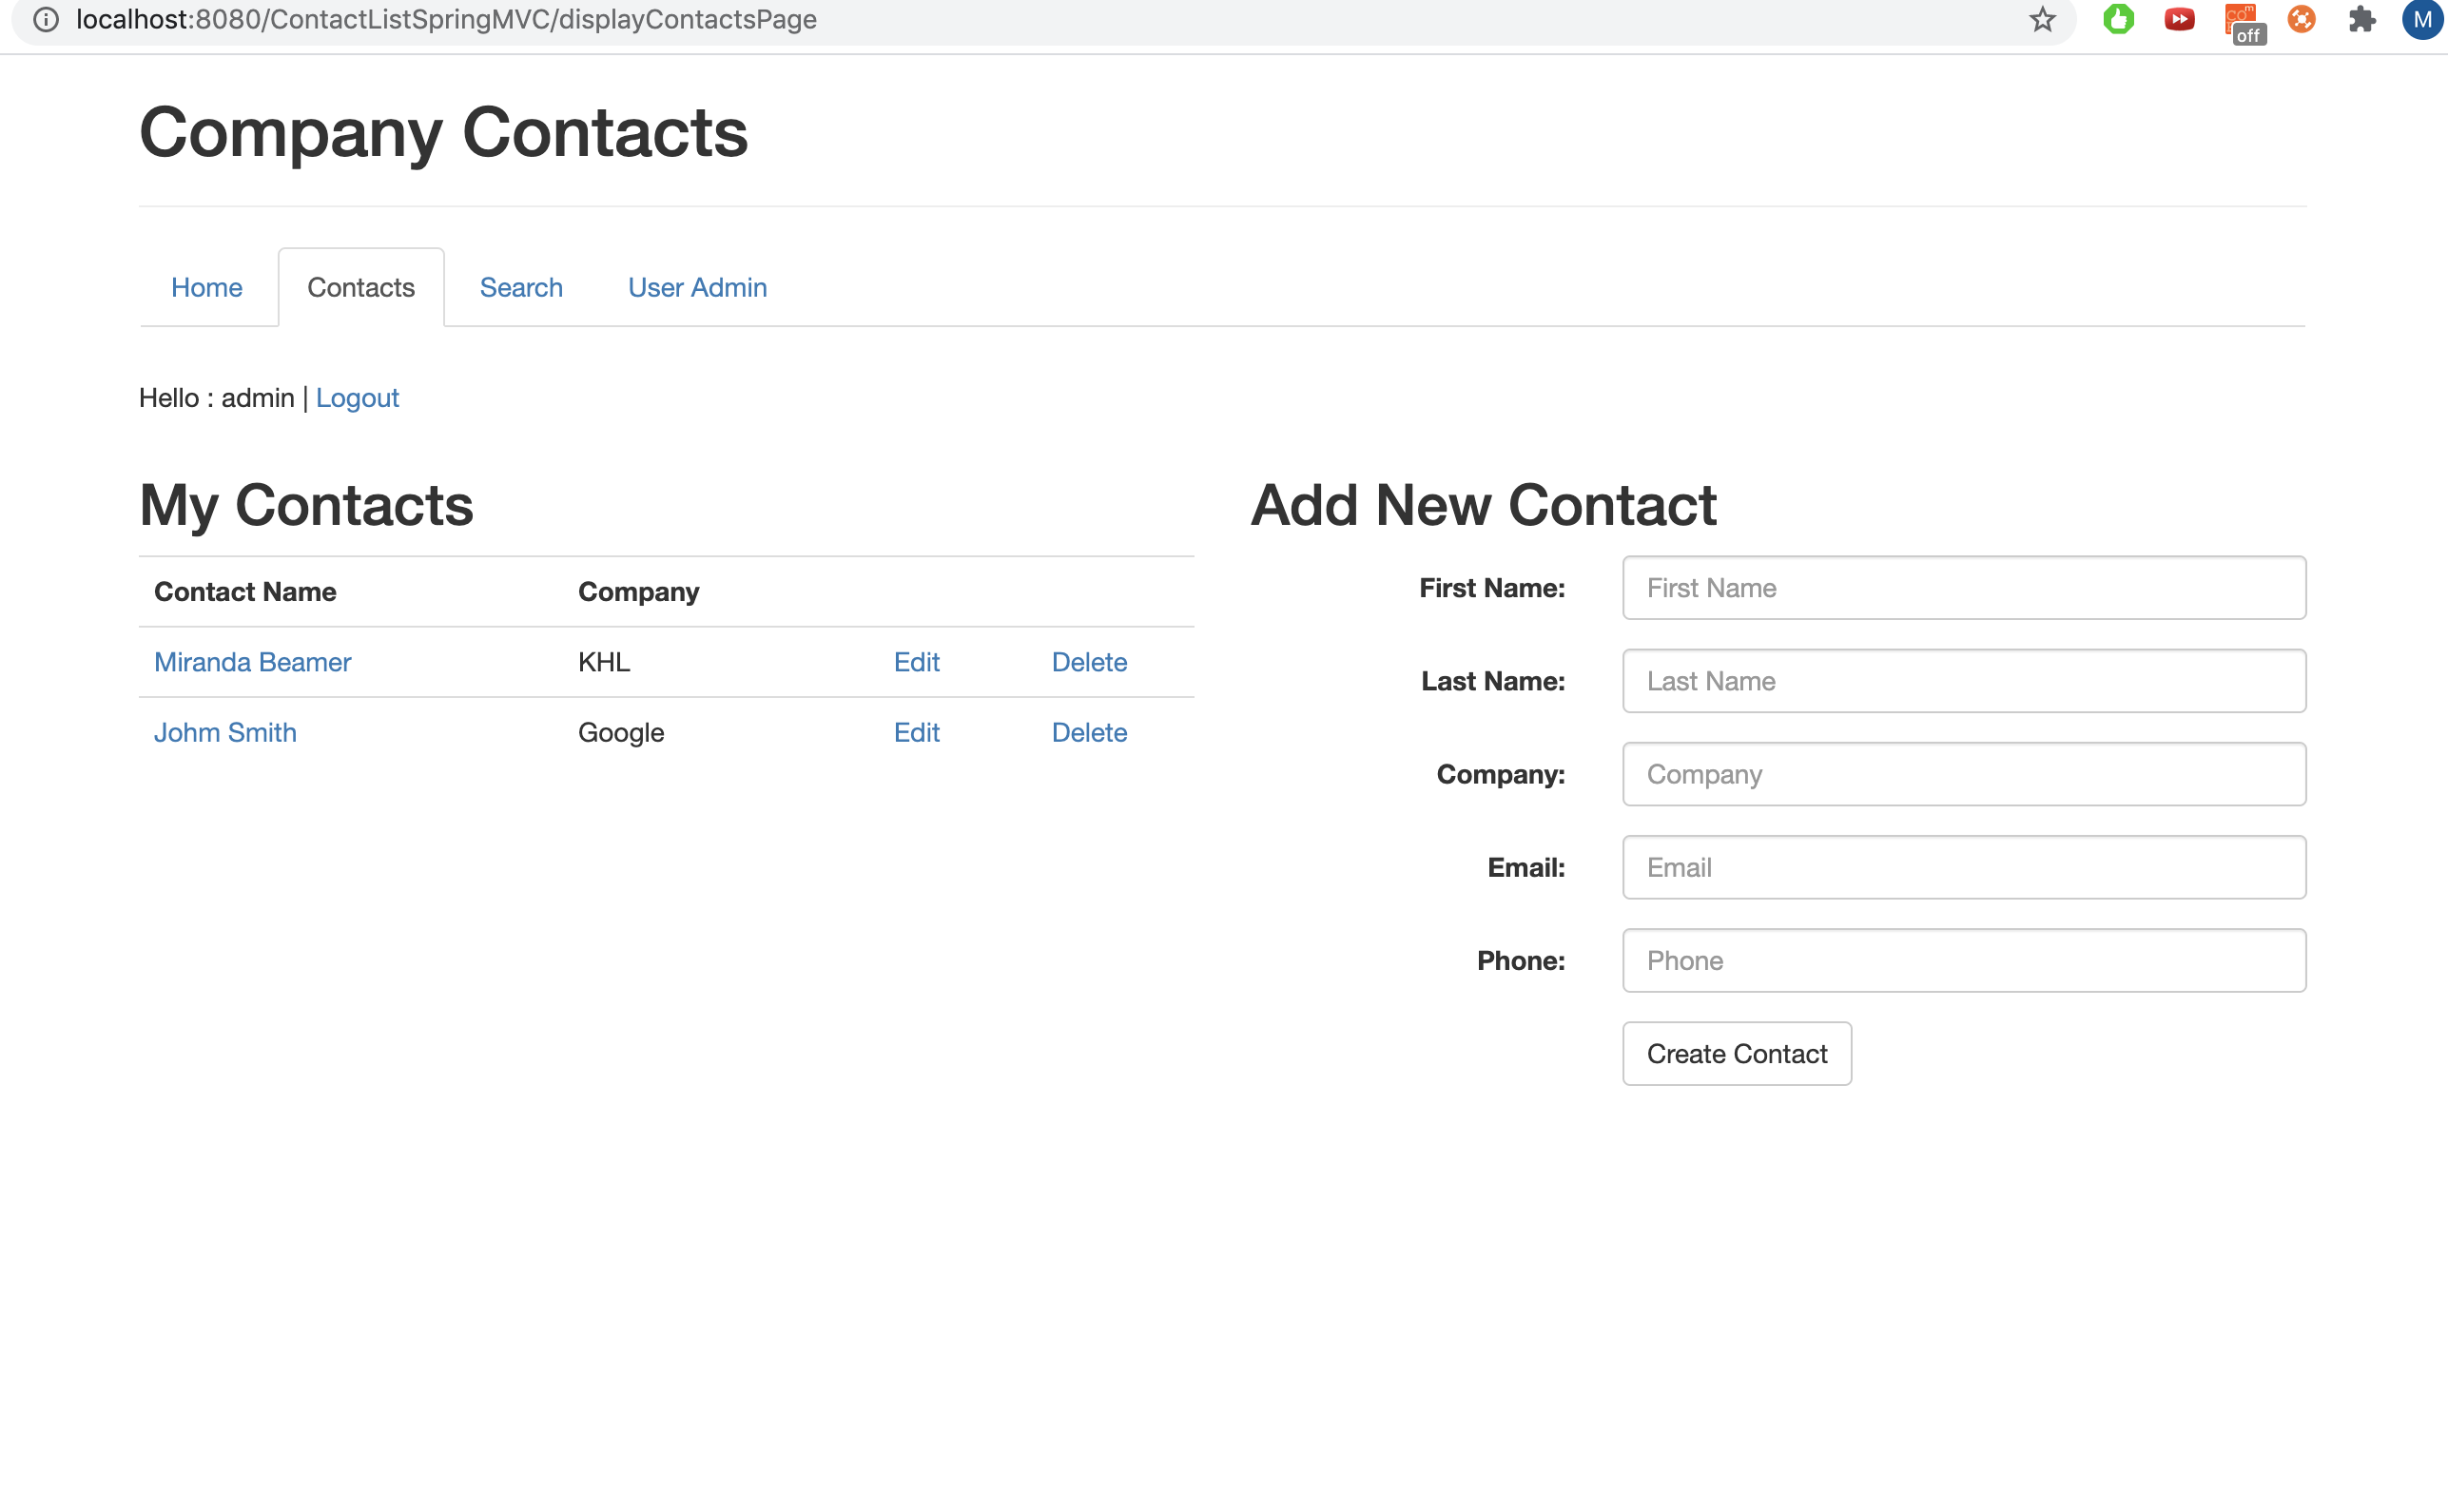 localhost:8080/ContactListSpringMVC/displayContactsPage
off
M
Company Contacts
Home Contacts Search User Admin
Hello : admin | Logout
My Contacts
Contact Name Company
Miranda Beamer KHL Edit Delete
Johm Smith Google Edit Delete
Add New Contact
First Name: First Name
Last Name: Last Name
Company: Company
Email: Email
Phone: Phone
Create Contact